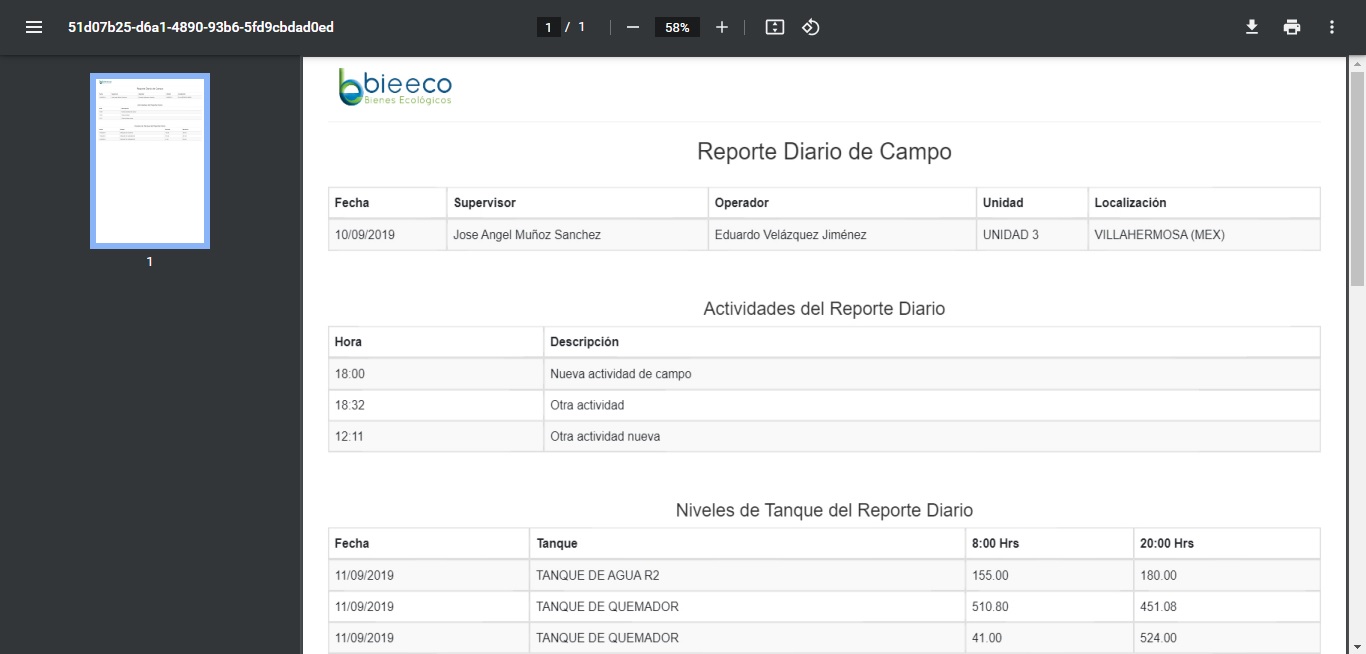 51d07b25-d6a1-4890-93b6-5fd9cbdad0ed 1 / 1 58%
bieeco
Bienes Ecológicos
Reporte Diario de Campo
Fecha Supervisor Operador Unidad Localización
10/09/2019 Jose Angel Muñoz Sanchez Eduardo Velázquez Jiménez UNIDAD 3 VILLAHERMOSA (MEX)
1
Actividades del Reporte Diario
Hora Descripción
18:00 Nueva actividad de campo
18:32 Otra actividad
12:11 Otra actividad nueva
Niveles de Tanque del Reporte Diario
Fecha Tanque 8:00 Hrs 20:00 Hrs
11/09/2019 TANQUE DE AGUA R2 155.00 180.00
11/09/2019 TANQUE DE QUEMADOR 510.80 451.08
11/09/2019 TANQUE DE QUEMADOR 41.00 524.00